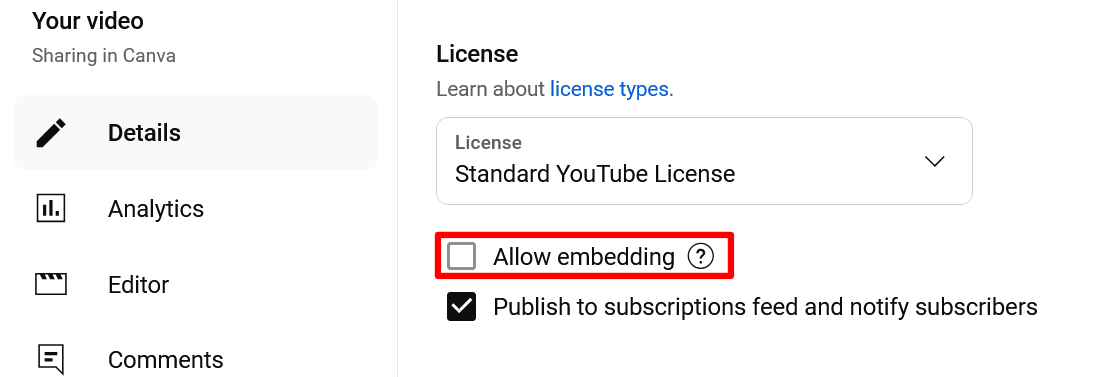 Your video
Sharing in Canva
Details
Analytics
Editor
Comments
License
Learn about license types.
License
Standard YouTube License
Allow embedding ?
Publish to subscriptions feed and notify subscribers